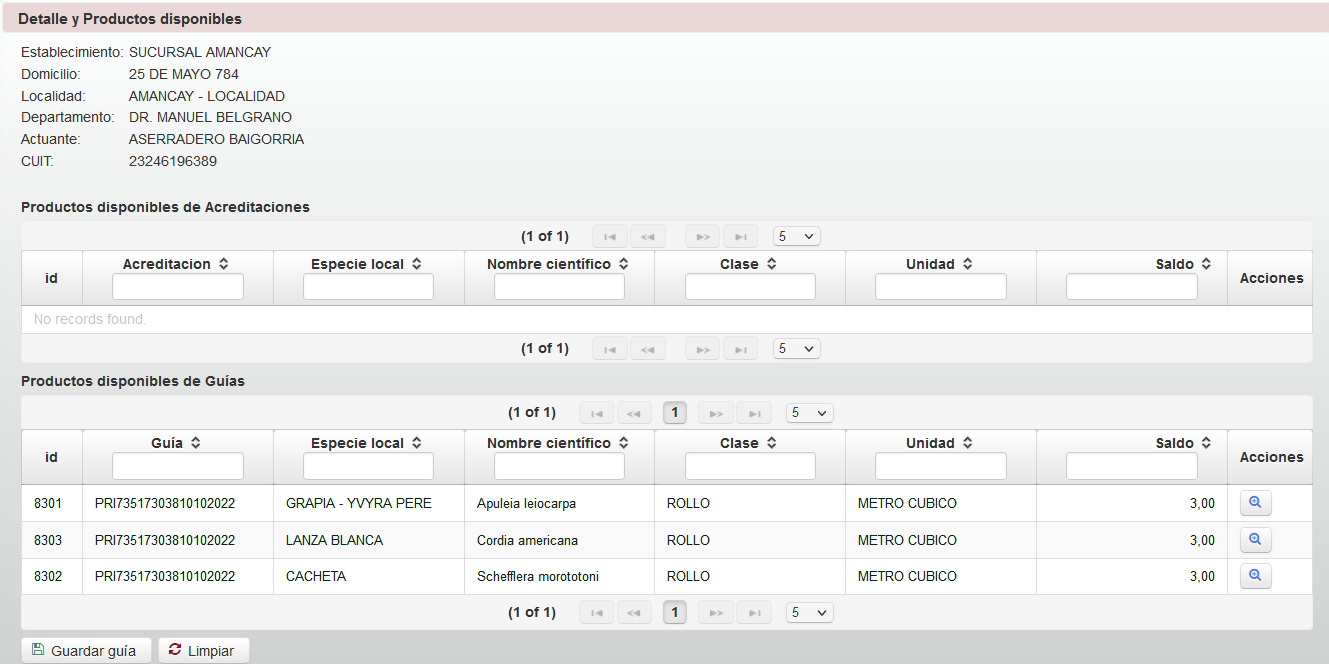 Detalle y Productos disponibles
Establecimiento: SUCURSAL AMANCAY
Domicilio: 25 DE MAYO 784
Localidad: AMANCAY - LOCALIDAD
Departamento: DR. MANUEL BELGRANO
Actuante: ASERRADERO BAIGORRIA
CUIT: 23246196389
Productos disponibles de Acreditaciones
(1 of 1) 5
id Acreditacion Especie local Nombre científico Clase Unidad Saldo Acciones
No records found.
(1 of 1) 5
Productos disponibles de Guías
(1 of 1) 1 5
id Guía Especie local Nombre científico Clase Unidad Saldo Acciones
8301 PRI73517303810102022 GRAPIA - YVYRA PERE Apuleia leiocarpa ROLLO METRO CUBICO 3,00
8303 PRI73517303810102022 LANZA BLANCA Cordia americana ROLLO METRO CUBICO 3,00
8302 PRI73517303810102022 CACHETA Schefflera morototoni ROLLO METRO CUBICO 3,00
(1 of 1) 1 5
Guardar guía Limpiar